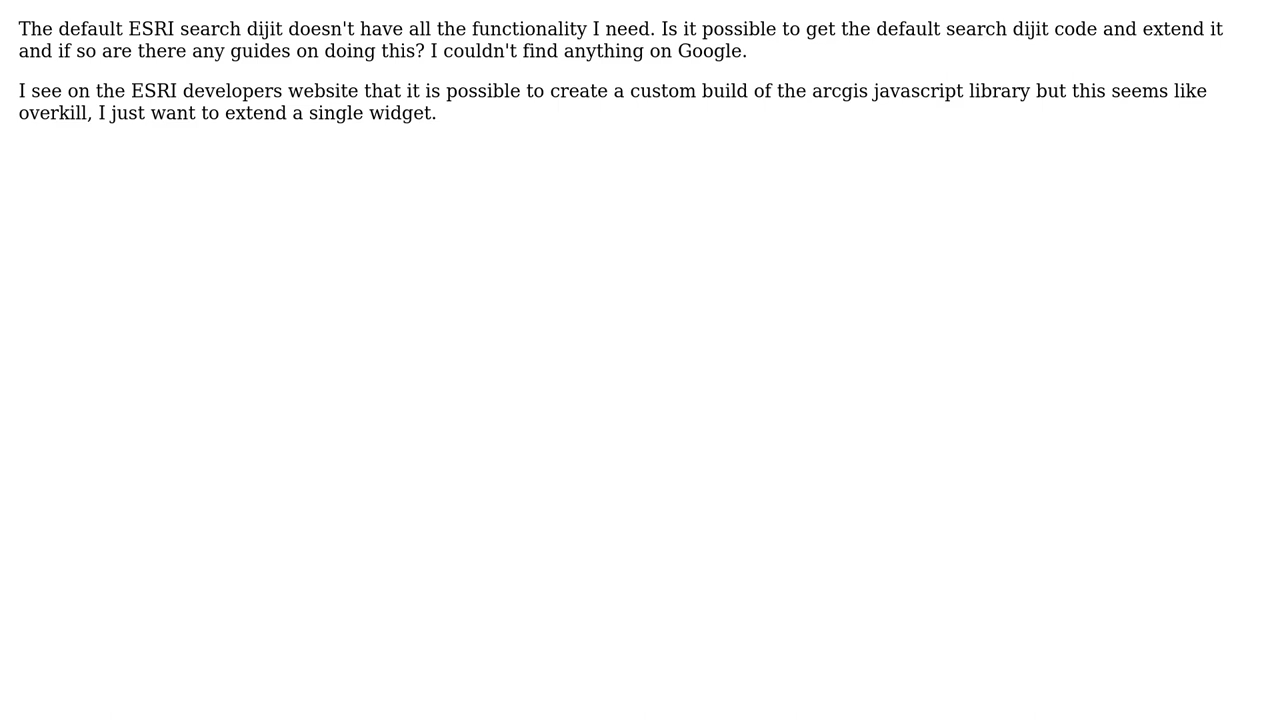 The default ESRI search dijit doesn't have all the functionality I need. Is it possible to get the default search dijit code and extend it
and if so are there any guides on doing this? I couldn't find anything on Google.
I see on the ESRI developers website that it is possible to create a custom build of the arcgis javascript library but this seems like
overkill, I just want to extend a single widget.